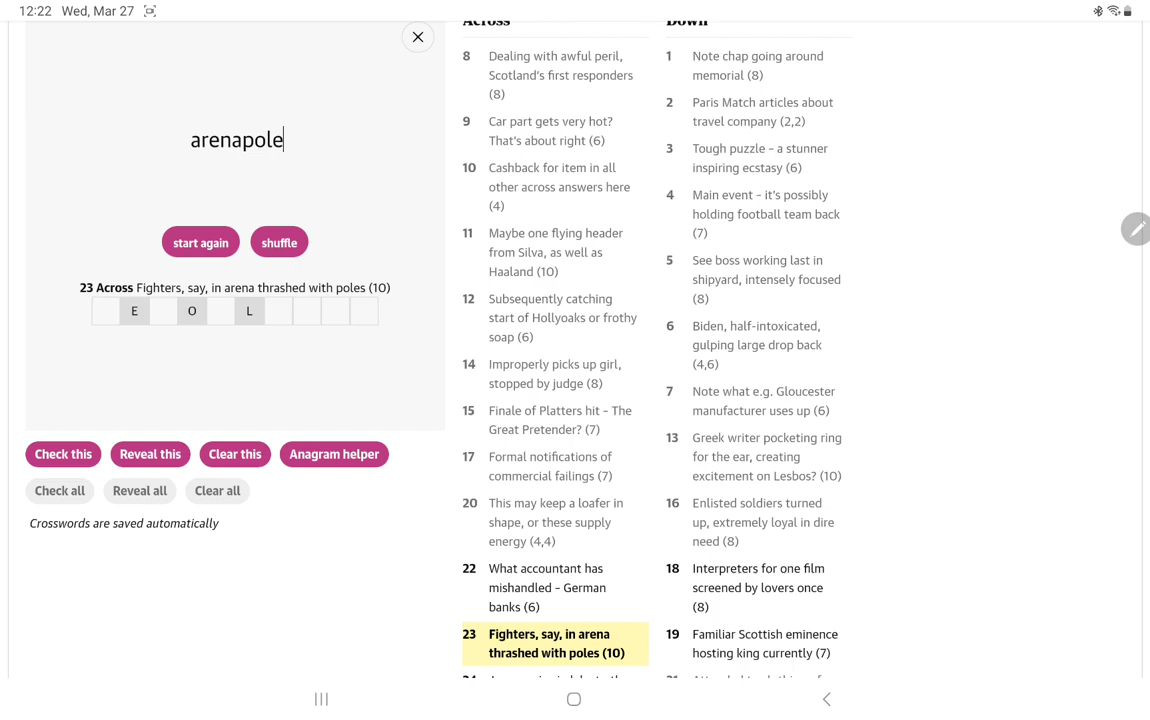 12:22 Wed, Mar 27
Across
Down
arenapole
start again
shuffle
23 Across Fighters, say, in arena thrashed with poles (10)
E O L
Check this
Reveal this
Clear this
Anagram helper
Check all
Reveal all
Clear all
Crosswords are saved automatically
8 Dealing with awful peril,
Scotland's first responders
(8)
9 Car part gets very hot?
That's about right (6)
10 Cashback for item in all
other across answers here
(4)
11 Maybe one flying header
from Silva, as well as
Haaland (10)
12 Subsequently catching
start of Hollyoaks or frothy
soap (6)
14 Improperly picks up girl,
stopped by judge (8)
15 Finale of Platters hit – The
Great Pretender? (7)
17 Formal notifications of
commercial failings (7)
20 This may keep a loafer in
shape, or these supply
energy (4,4)
22 What accountant has
mishandled – German
banks (6)
23 Fighters, say, in arena
thrashed with poles (10)
1 Note chap going around
memorial (8)
2 Paris Match articles about
travel company (2,2)
3 Tough puzzle – a stunner
inspiring ecstasy (6)
4 Main event – it's possibly
holding football team back
(7)
5 See boss working last in
shipyard, intensely focused
(8)
6 Biden, half-intoxicated,
gulping large drop back
(4,6)
7 Note what e.g. Gloucester
manufacturer uses up (6)
13 Greek writer pocketing ring
for the ear, creating
excitement on Lesbos? (10)
16 Enlisted soldiers turned
up, extremely loyal in dire
need (8)
18 Interpreters for one film
screened by lovers once
(8)
19 Familiar Scottish eminence
hosting king currently (7)